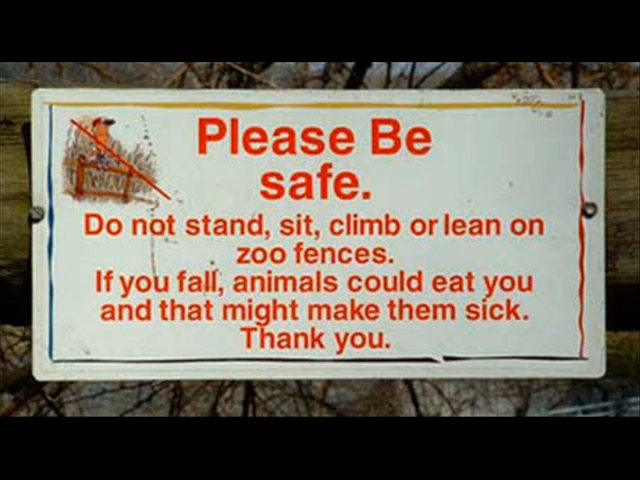 Please Be
safe.
Do not stand, sit, climb or lean on
zoo fences.
If you fall, animals could eat you
and that might make them sick.
Thank you.